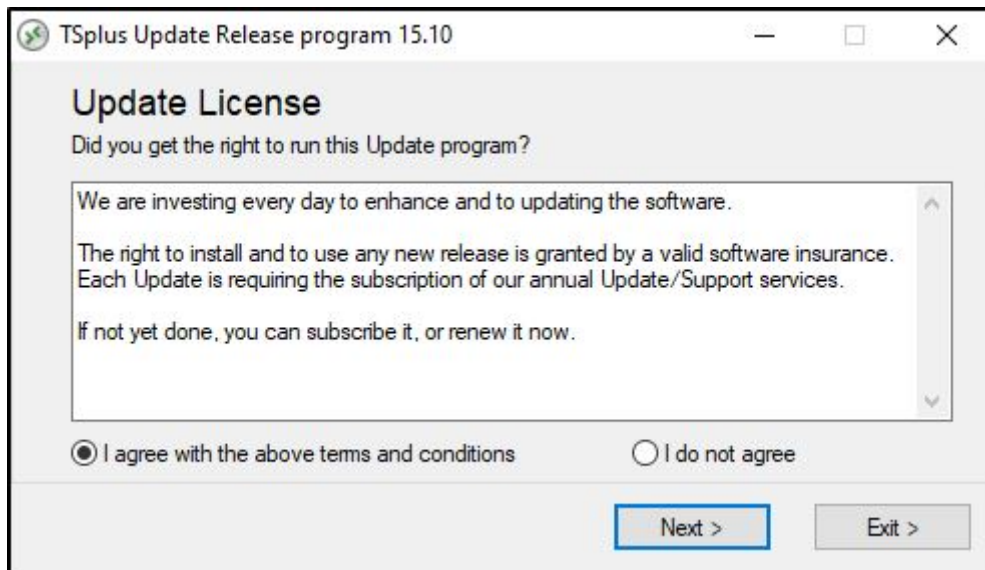 TSplus Update Release program 15.10
Update License
Did you get the right to run this Update program?
We are investing every day to enhance and to updating the software.
The right to install and to use any new release is granted by a valid software insurance.
Each Update is requiring the subscription of our annual Update/Support services.
If not yet done, you can subscribe it, or renew it now.
I agree with the above terms and conditions I do not agree
Next > Exit >